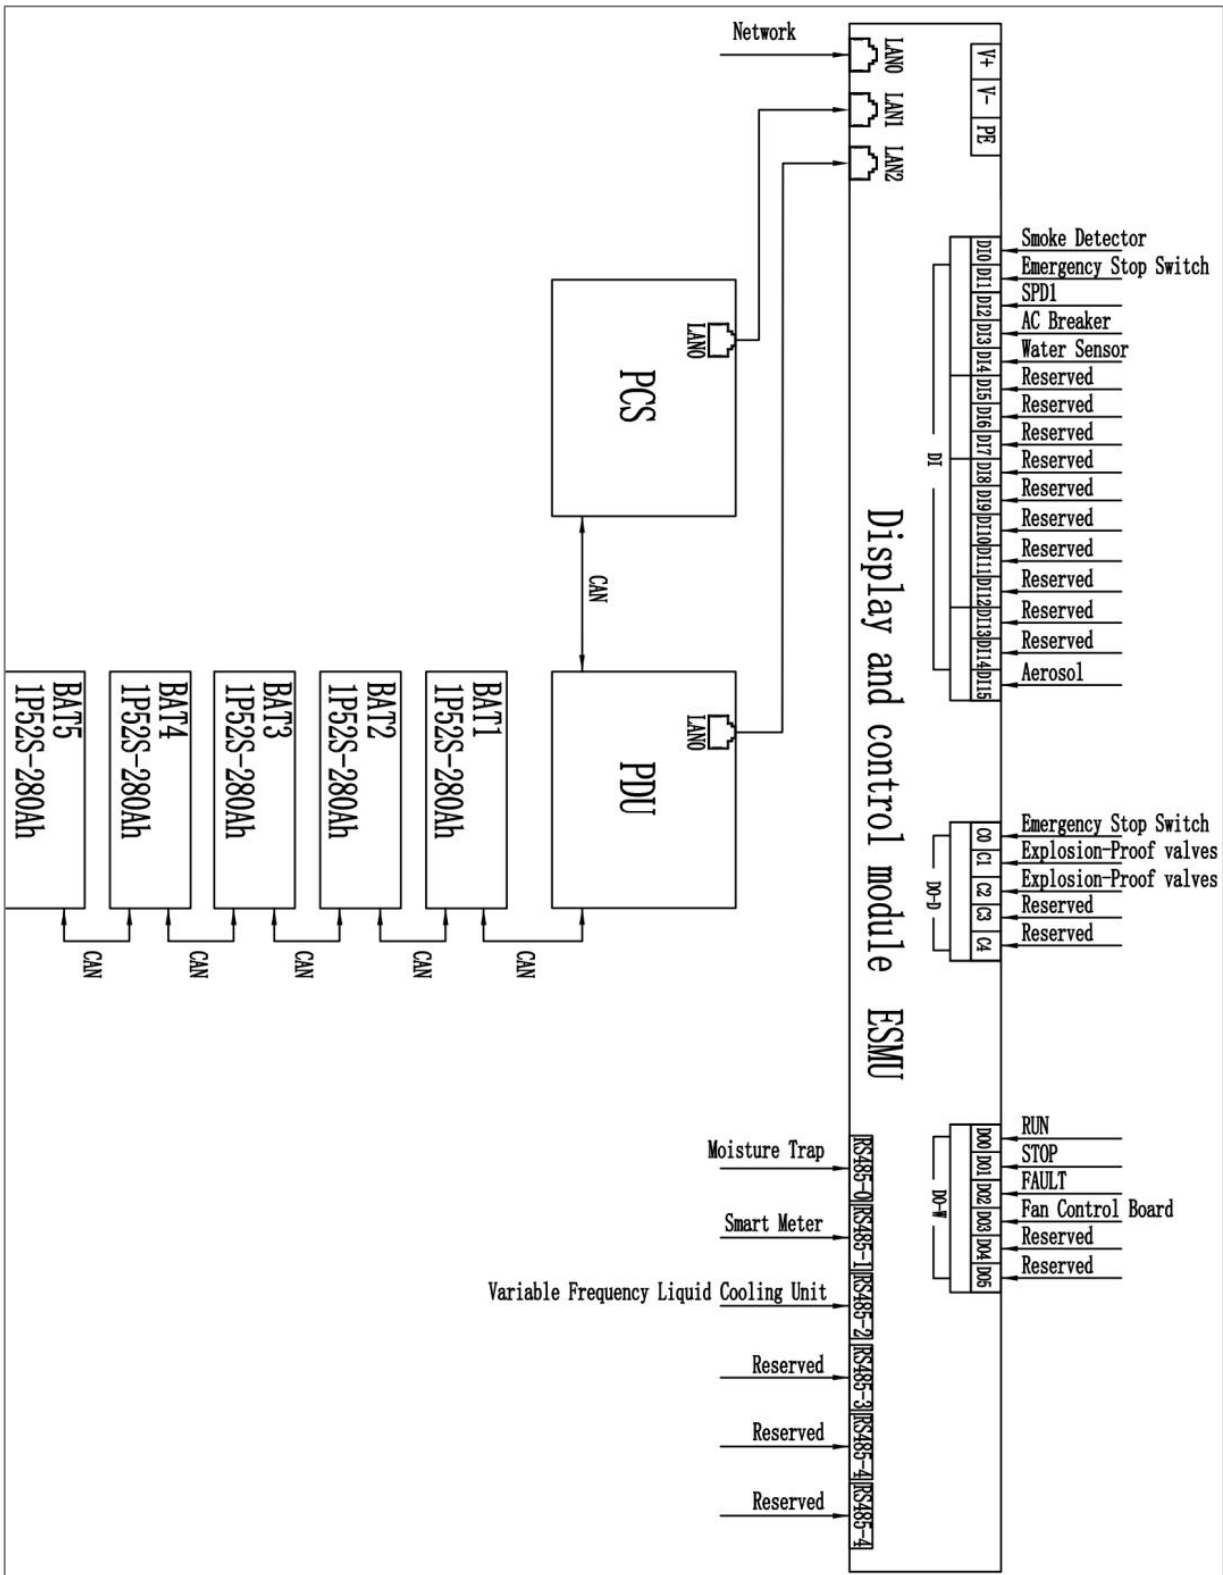 Network
LAN0
LAN1
LAN2
V+
V-
PE
DI0
Smoke Detector
DI1
Emergency Stop Switch
DI2
SPD1
DI3
AC Breaker
DI4
Water Sensor
DI5
Reserved
DI6
Reserved
DI7
Reserved
DI8
Reserved
DI9
Reserved
DI10
Reserved
DI11
Reserved
DI12
Reserved
DI13
Reserved
DI14
Reserved
DI15
Aerosol
DI
LAN0
PCS
CAN
LAN0
PDU
Display and control module ESMU
BAT1
1P52S-280Ah
BAT2
1P52S-280Ah
BAT3
1P52S-280Ah
BAT4
1P52S-280Ah
BAT5
1P52S-280Ah
CAN
CAN
CAN
CAN
CAN
C0
Emergency Stop Switch
C1
Explosion-Proof valves
C2
Explosion-Proof valves
C3
Reserved
C4
Reserved
DO-D
DO0
RUN
DO1
STOP
DO2
FAULT
DO3
Fan Control Board
DO4
Reserved
DO5
Reserved
DO-W
Moisture Trap
RS485-0
Smart Meter
RS485-1
Variable Frequency Liquid Cooling Unit
RS485-2
Reserved
RS485-3
Reserved
RS485-4
Reserved
RS485-4